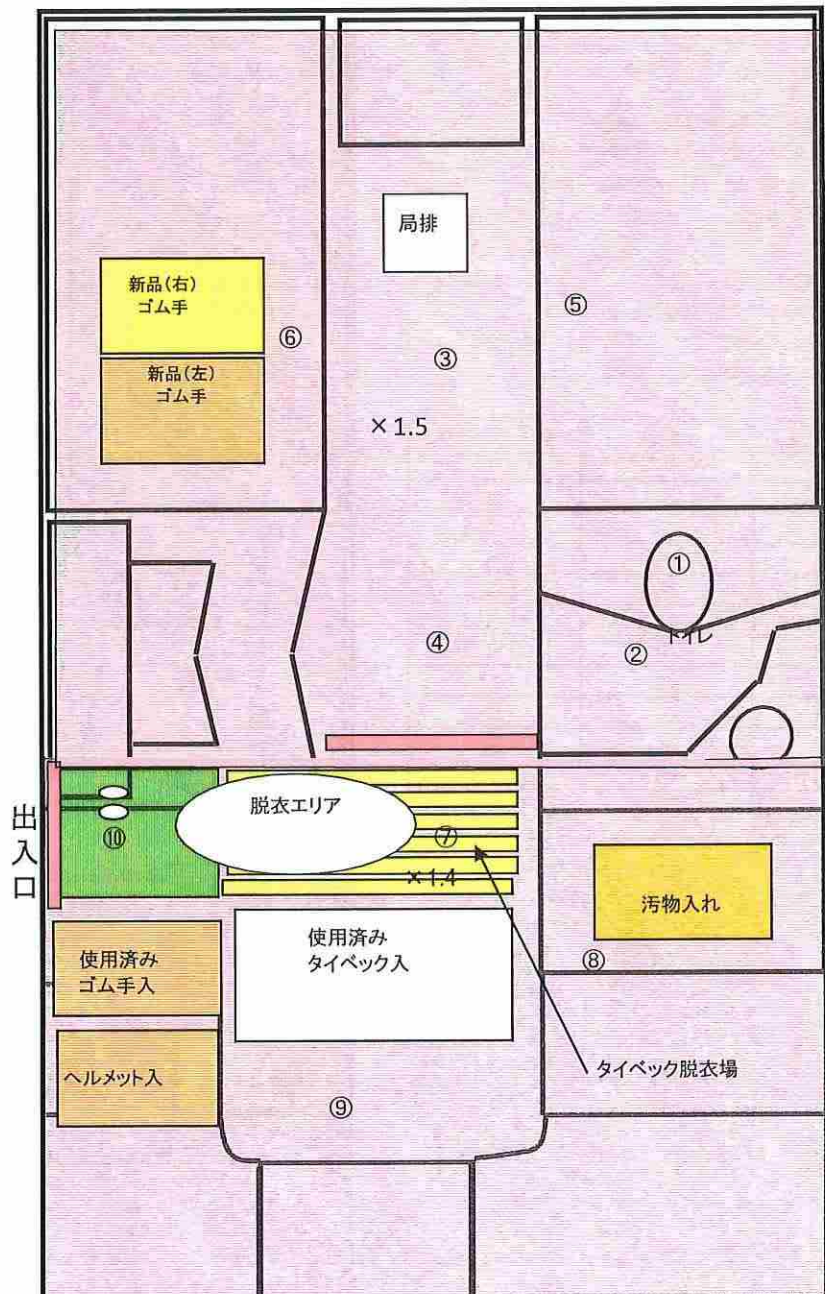 局排
新品(右)
ゴム手
⑤
⑥
③
新品(左)
ゴム手
×1.5
①
④
②
トイレ
脱衣エリア
出入口
⑩
⑦
×1.4
汚物入れ
使用済み
タイベック入
使用済み
ゴム手入
⑧
ヘルメット入
タイベック脱衣場
⑨